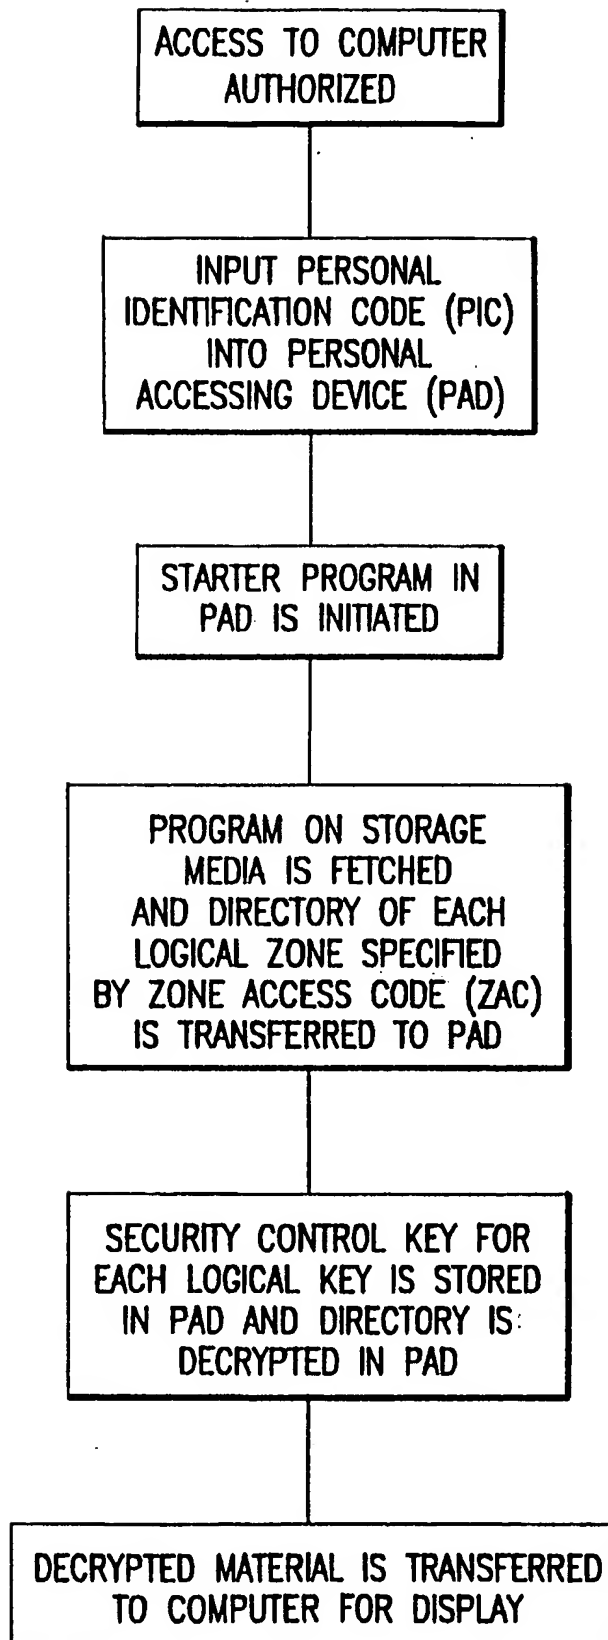 ACCESS TO COMPUTER
AUTHORIZED
INPUT PERSONAL
IDENTIFICATION CODE (PIC)
INTO PERSONAL
ACCESSING DEVICE (PAD)
STARTER PROGRAM IN
PAD IS INITIATED
PROGRAM ON STORAGE
MEDIA IS FETCHED
AND DIRECTORY OF EACH
LOGICAL ZONE SPECIFIED
BY ZONE ACCESS CODE (ZAC)
IS TRANSFERRED TO PAD
SECURITY CONTROL KEY FOR
EACH LOGICAL KEY IS STORED
IN PAD AND DIRECTORY IS
DECRYPTED IN PAD
DECRYPTED MATERIAL IS TRANSFERRED
TO COMPUTER FOR DISPLAY